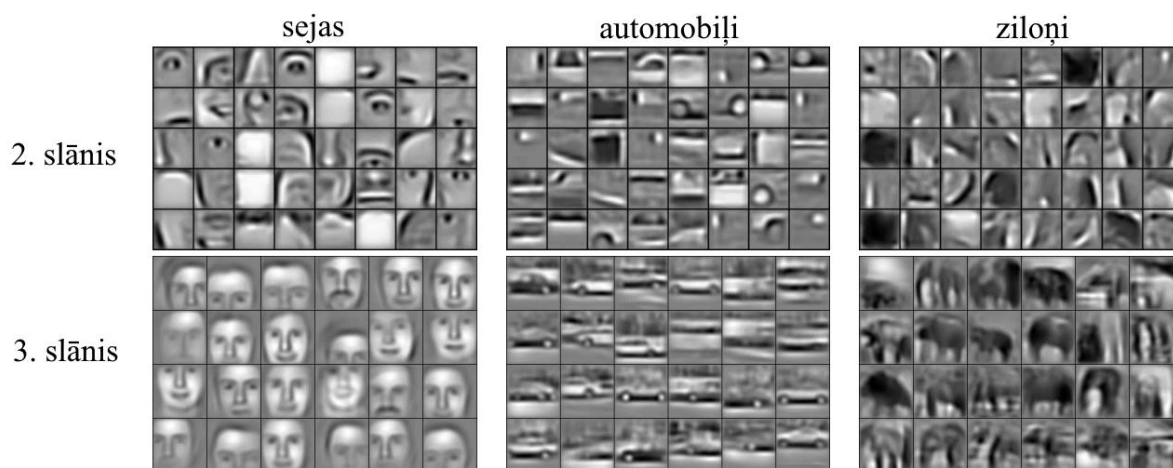 sejas
automobiļi
ziloņi
2. slānis
3. slānis